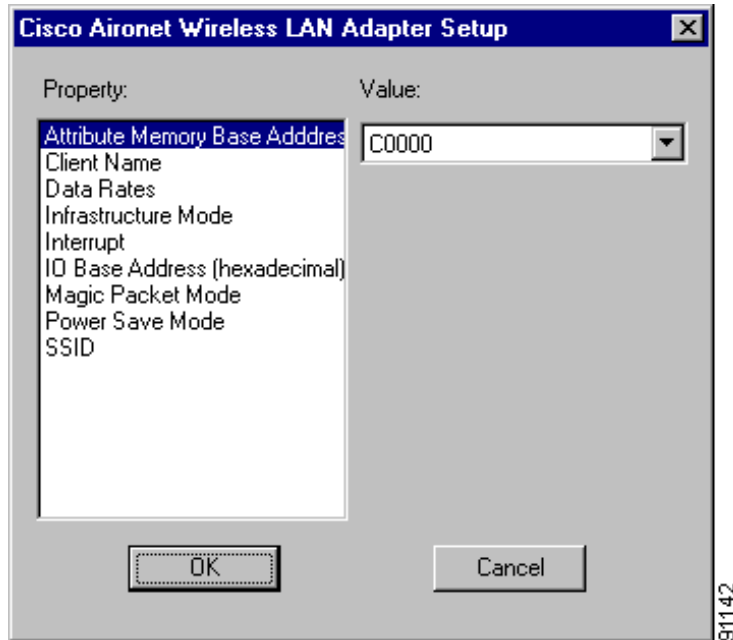 Cisco Aironet Wireless LAN Adapter Setup
Property:
Value:
Attribute Memory Base Adddres
Client Name
Data Rates
Infrastructure Mode
Interrupt
IO Base Address (hexadecimal)
Magic Packet Mode
Power Save Mode
SSID
C0000
OK
Cancel
91142